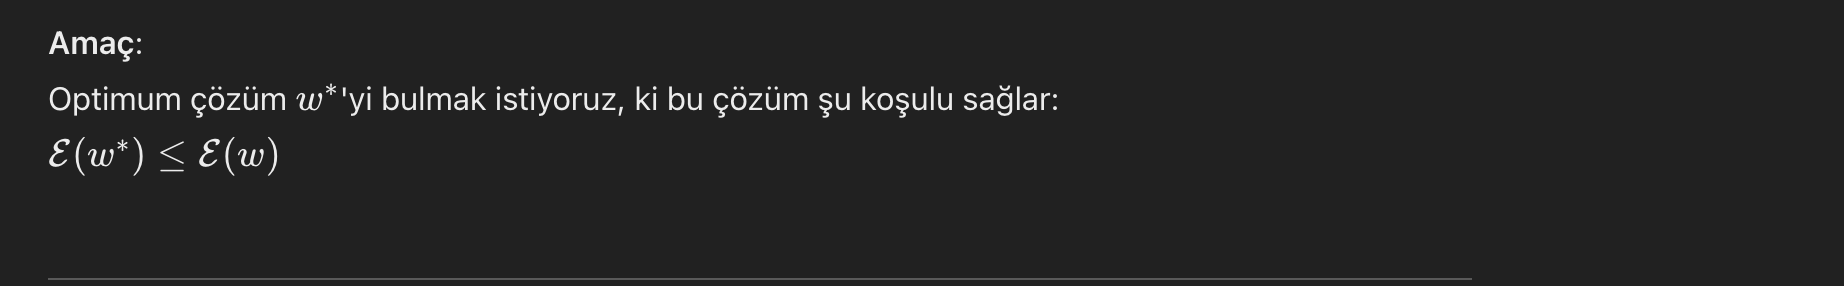 Amaç:
Optimum çözüm w*'yi bulmak istiyoruz, ki bu çözüm şu koşulu sağlar:
ℰ(w*) ≤ ℰ(w)